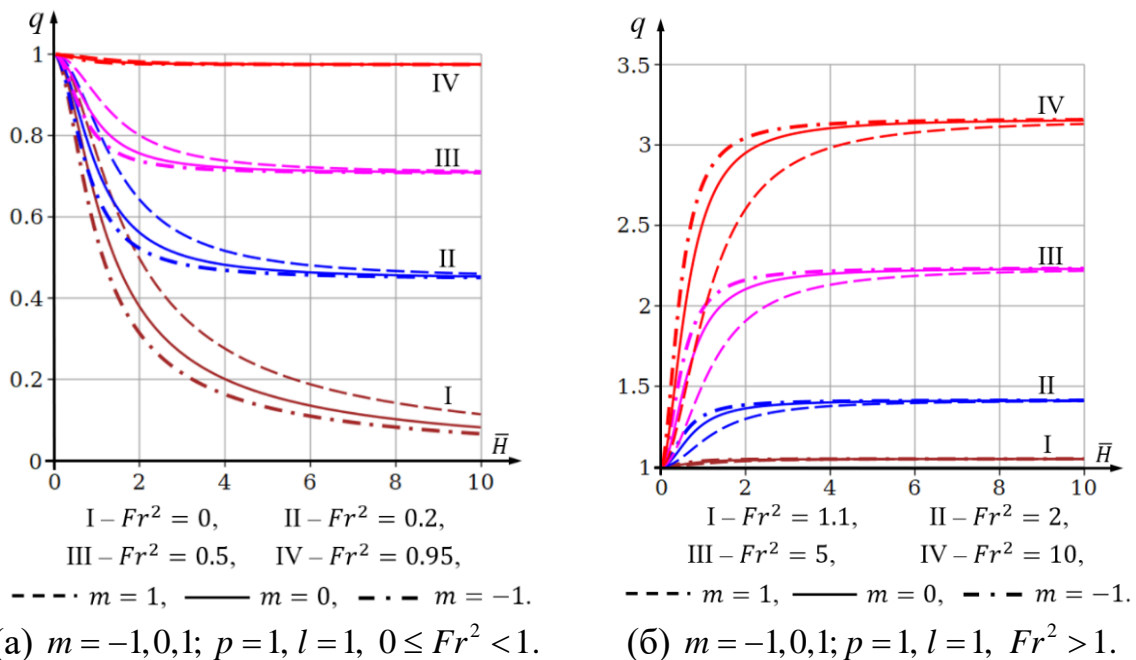 q
1
0.8
0.6
0.4
0.2
0
IV
III
II
I
H̅
0 2 4 6 8 10
I – Fr² = 0, II – Fr² = 0.2,
III – Fr² = 0.5, IV – Fr² = 0.95,
m = 1, m = 0, m = −1.
(а) m = −1,0,1; p = 1, l = 1, 0 ≤ Fr² < 1.
q
3.5
3
2.5
2
1.5
1
IV
III
II
I
H̅
0 2 4 6 8 10
I – Fr² = 1.1, II – Fr² = 2,
III – Fr² = 5, IV – Fr² = 10,
m = 1, m = 0, m = −1.
(б) m = −1,0,1; p = 1, l = 1, Fr² > 1.